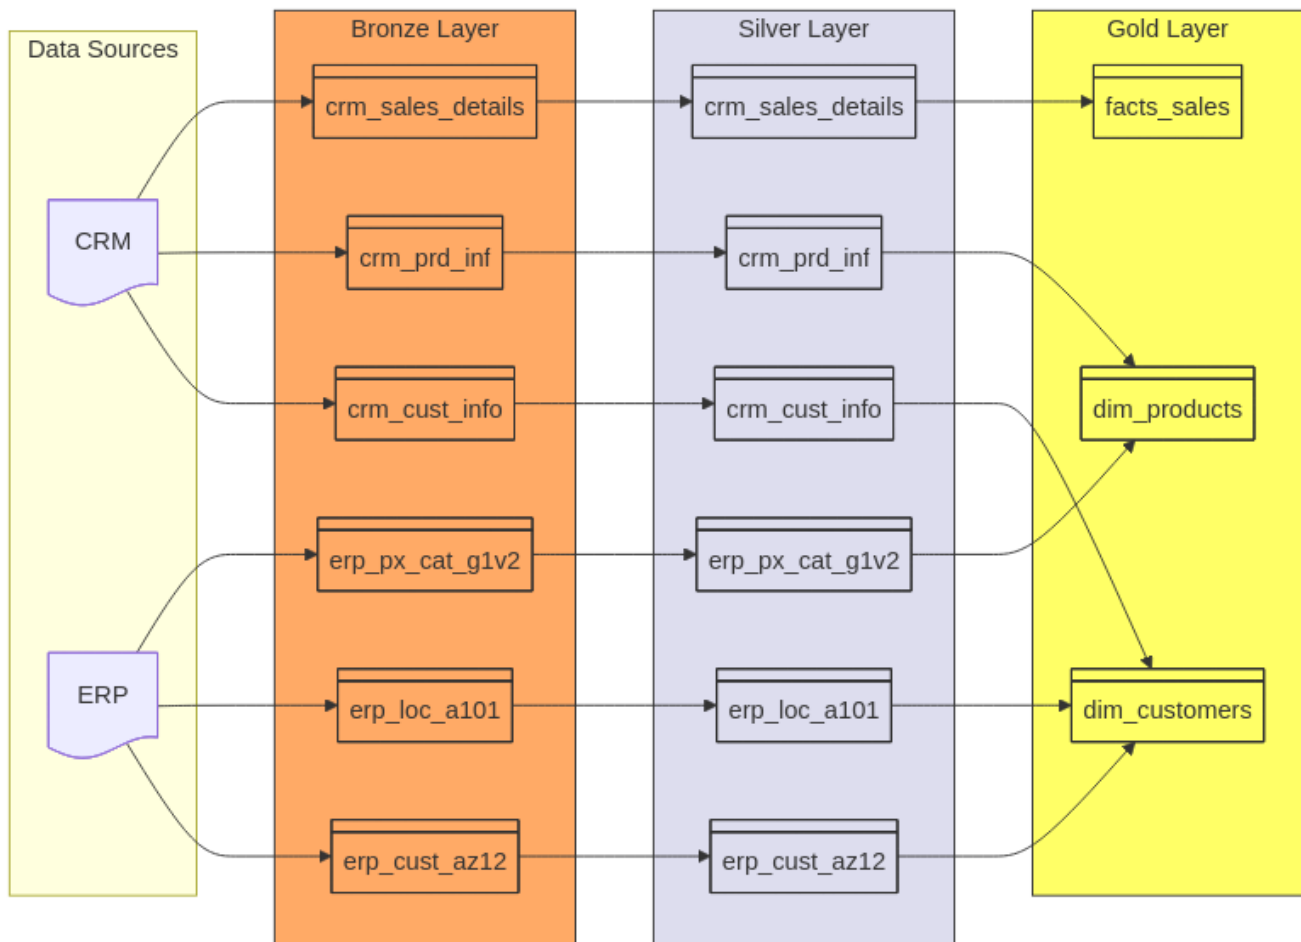 Data Sources
CRM
ERP
Bronze Layer
crm_sales_details
crm_prd_inf
crm_cust_info
erp_px_cat_g1v2
erp_loc_a101
erp_cust_az12
Silver Layer
crm_sales_details
crm_prd_inf
crm_cust_info
erp_px_cat_g1v2
erp_loc_a101
erp_cust_az12
Gold Layer
facts_sales
dim_products
dim_customers